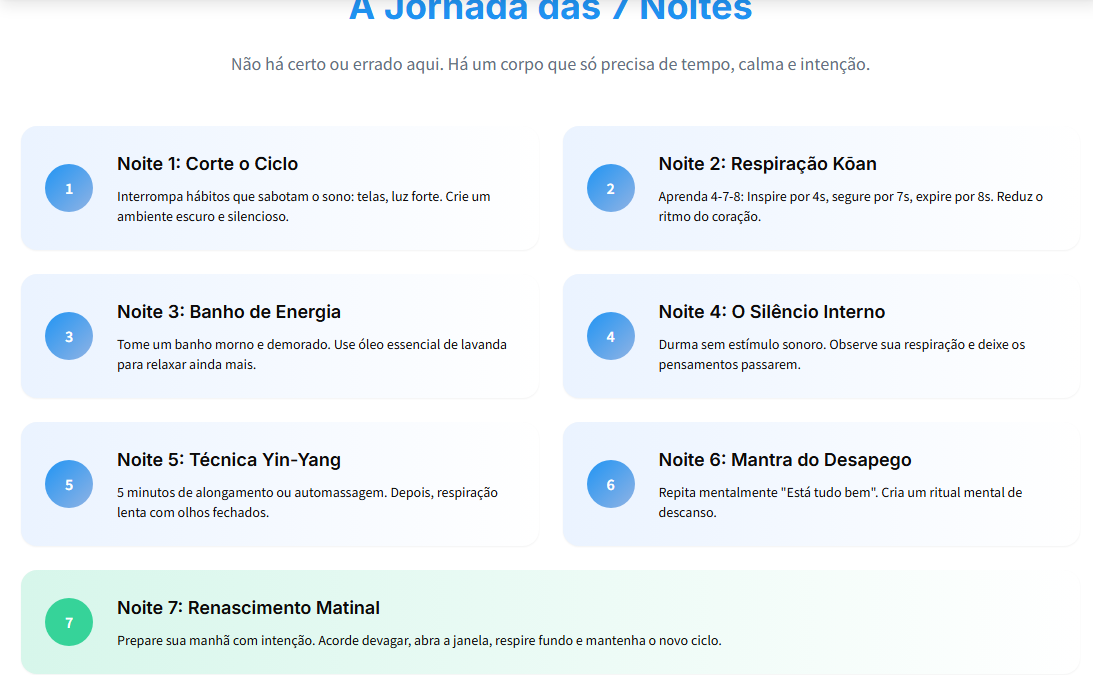 A Jornada das 7 Noites
Não há certo ou errado aqui. Há um corpo que só precisa de tempo, calma e intenção.
1
Noite 1: Corte o Ciclo
Interrompa hábitos que sabotam o sono: telas, luz forte. Crie um
ambiente escuro e silencioso.
2
Noite 2: Respiração Kōan
Aprenda 4-7-8: Inspire por 4s, segure por 7s, expire por 8s. Reduz o
ritmo do coração.
3
Noite 3: Banho de Energia
Tome um banho morno e demorado. Use óleo essencial de lavanda
para relaxar ainda mais.
4
Noite 4: O Silêncio Interno
Durma sem estímulo sonoro. Observe sua respiração e deixe os
pensamentos passarem.
5
Noite 5: Técnica Yin-Yang
5 minutos de alongamento ou automassagem. Depois, respiração
lenta com olhos fechados.
6
Noite 6: Mantra do Desapego
Repita mentalmente "Está tudo bem". Cria um ritual mental de
descanso.
7
Noite 7: Renascimento Matinal
Prepare sua manhã com intenção. Acorde devagar, abra a janela, respire fundo e mantenha o novo ciclo.